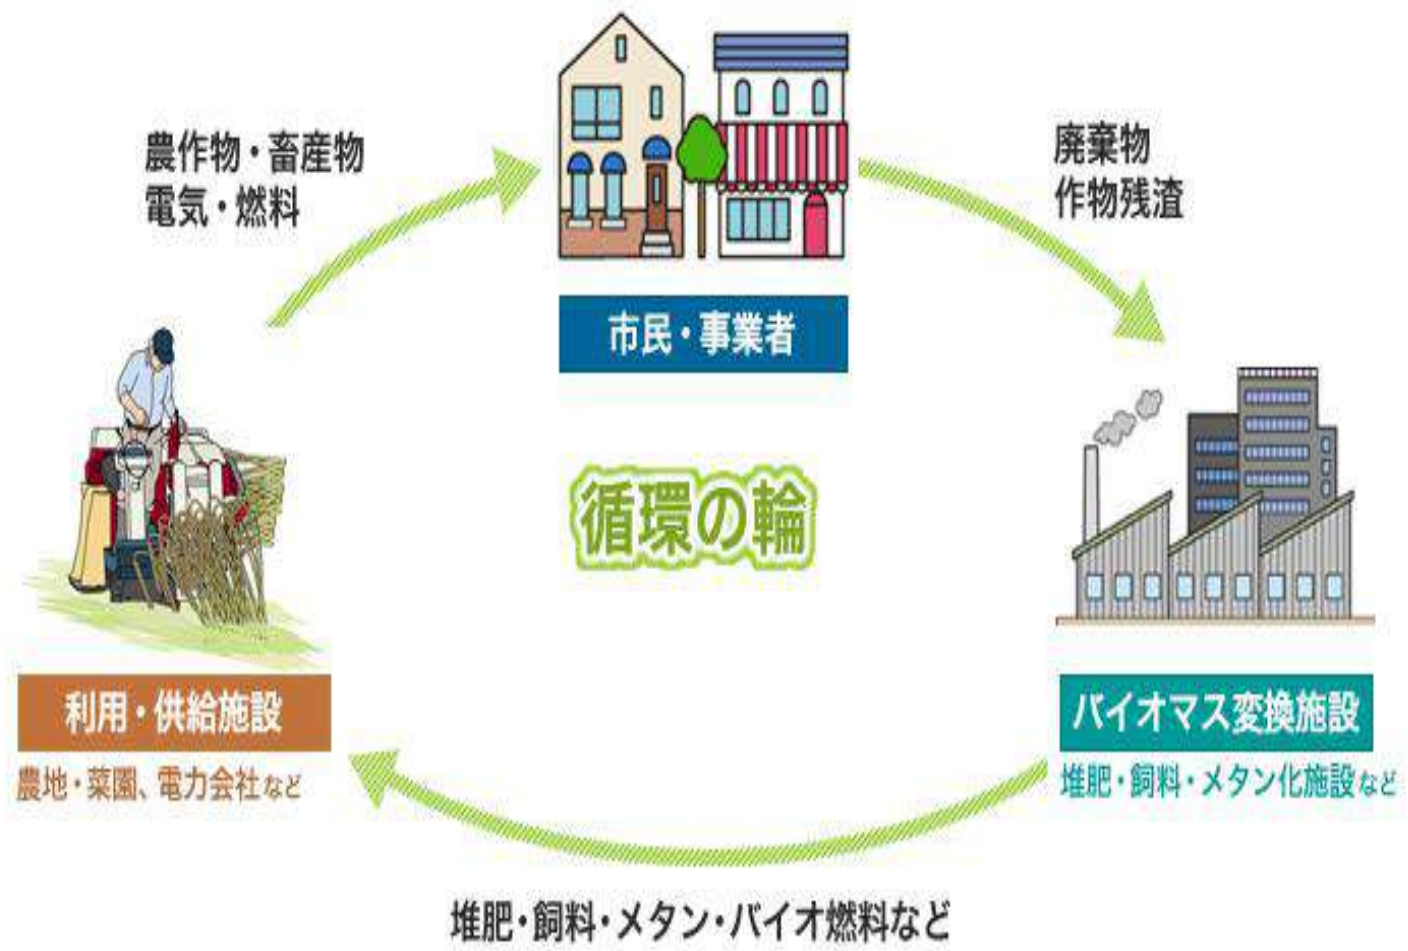 農作物・畜産物
電気・燃料
廃棄物
作物残渣
市民・事業者
循環の輪
利用・供給施設
農地・菜園、電力会社など
バイオマス変換施設
堆肥・飼料・メタン化施設など
堆肥・飼料・メタン・バイオ燃料など